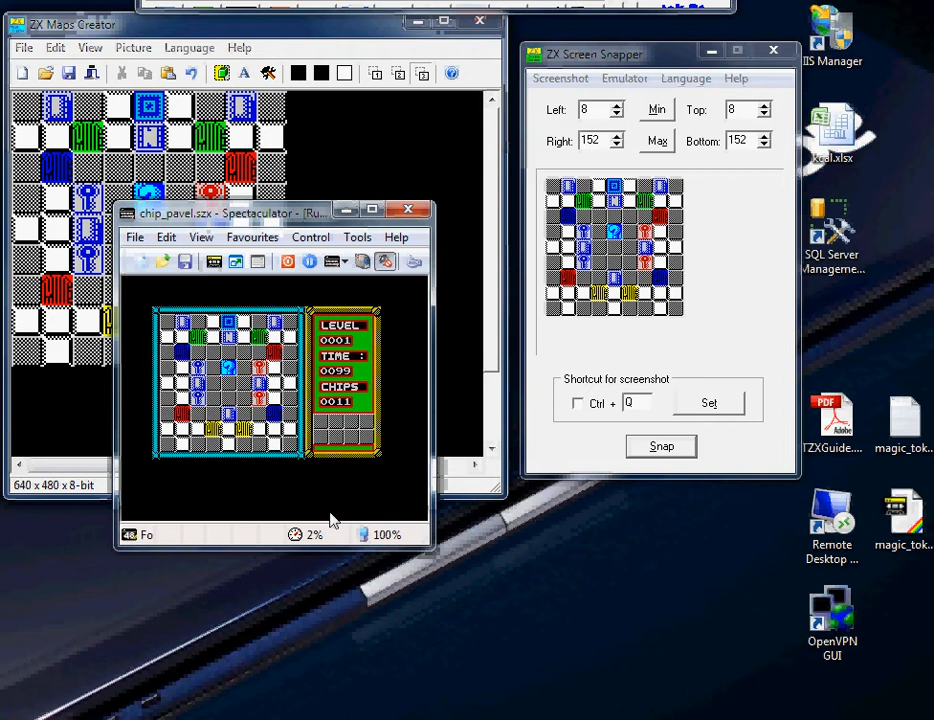 ZX Maps Creator
File Edit View Picture Language Help
640 x 480 x 8-bit
chip_pavel.szx - Spectaculator - [Ru...
File Edit View Favourites Control Tools Help
LEVEL
0001
TIME :
0099
CHIPS
0011
48 Fo 2% 100%
ZX Screen Snapper
Screenshot Emulator Language Help
Left: 8 Min Top: 8
Right: 152 Max Bottom: 152
Shortcut for screenshot
Ctrl + Q Set
Snap
IIS Manager
kcal.xlsx
SQL Server
Manageme...
PDF
Adobe
TZXGuide....
magic_tok...
Remote
Desktop ...
magic_tok...
OpenVPN
GUI